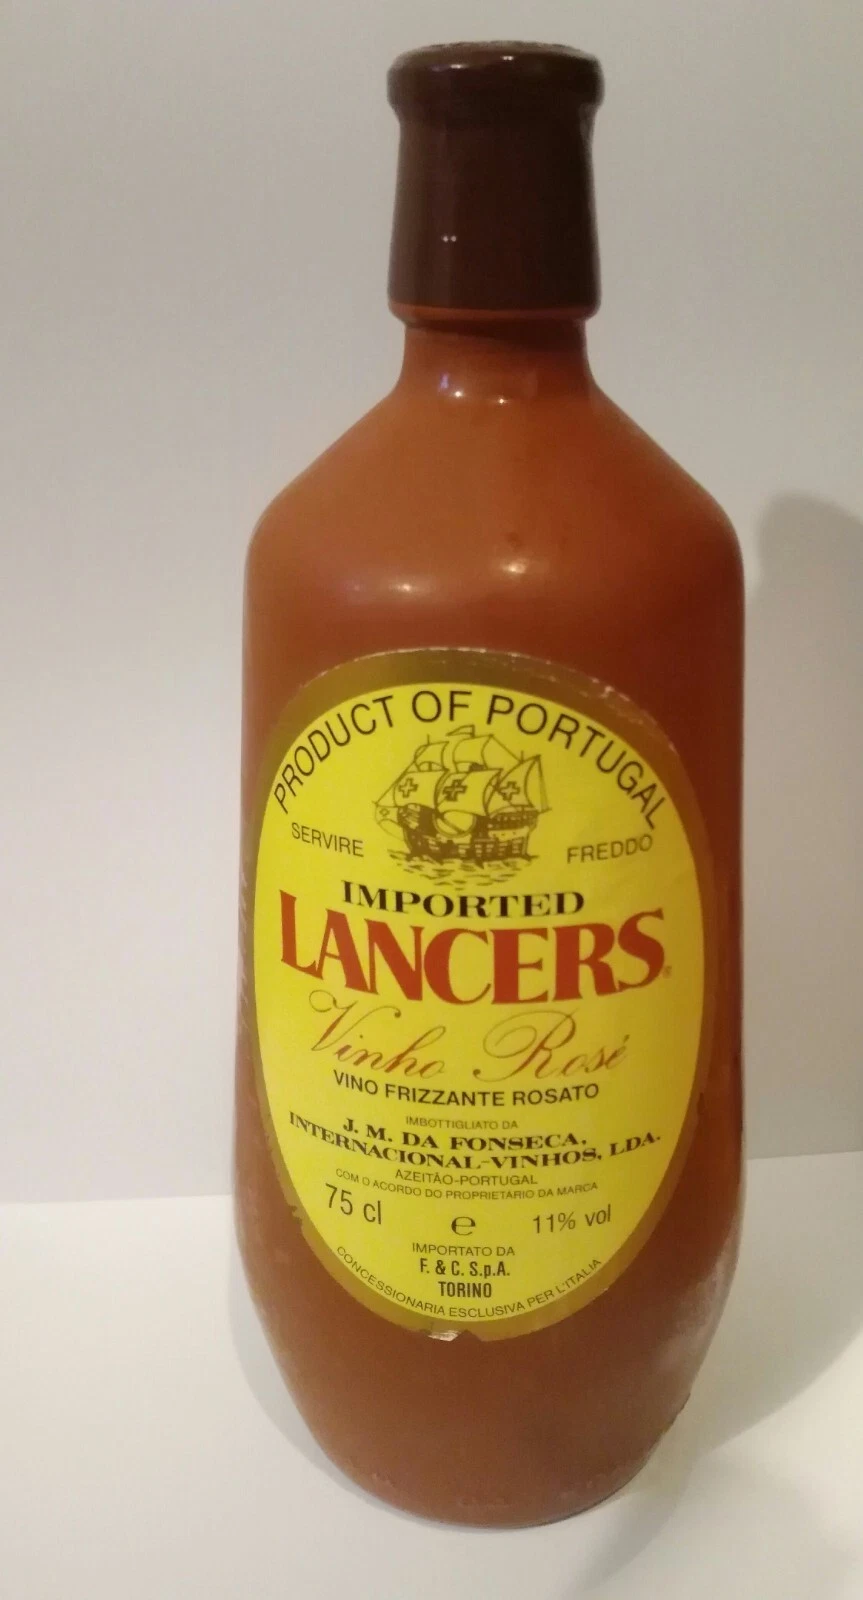 PRODUCT OF PORTUGAL
SERVIRE FREDDO
IMPORTED
LANCERS®
Vinho Rosé
VINO FRIZZANTE ROSATO
IMBOTTIGLIATO DA
J. M. DA FONSECA,
INTERNACIONAL-VINHOS, LDA.
AZEITÃO-PORTUGAL
COM O ACORDO DO PROPRIETÁRIO DA MARCA
75 cl ℮ 11% vol
IMPORTATO DA
F. & C. S.p.A.
TORINO
CONCESSIONARIA ESCLUSIVA PER L'ITALIA